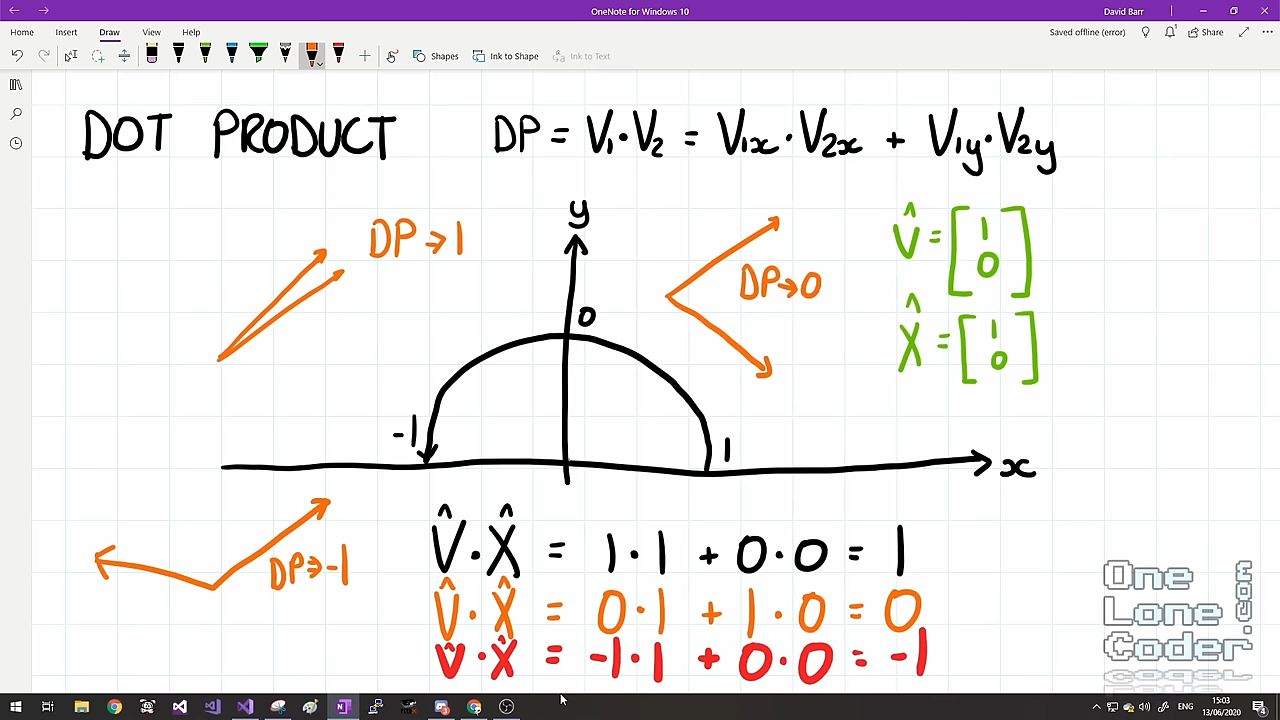 OneNote for Windows 10
David Barr
Home Insert Draw View Help
Saved offline (error)
Share
Shapes
Ink to Shape
Ink to Text
DOT PRODUCT
DP = V₁·V₂ = V₁x·V₂x + V₁y·V₂y
y
DP→1
DP→0
V̂ = [1 0]
X̂ = [1 0]
0
-1
1
x
DP→-1
V̂·X̂ = 1·1 + 0·0 = 1
V̂·X̂ = 0·1 + 1·0 = 0
V̂·X̂ = -1·1 + 0·0 = -1
One
Lone
Coder
.com
ENG
15:03
13/06/2020
4